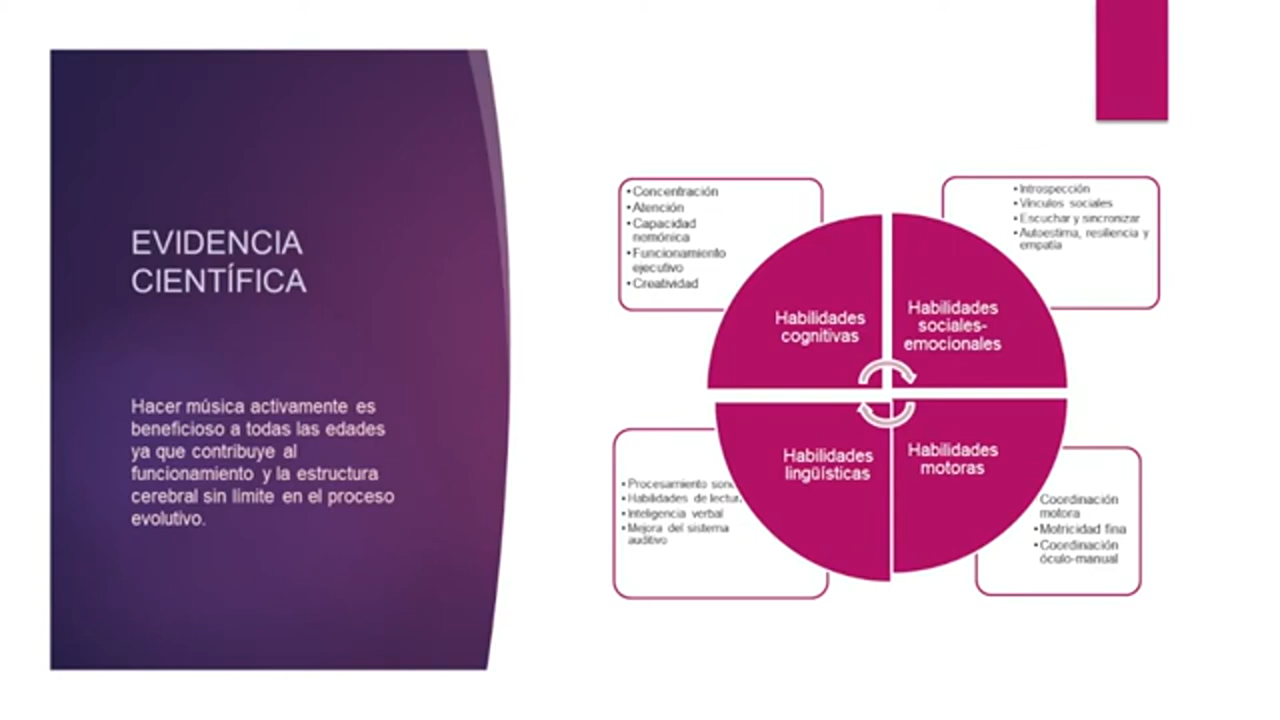 EVIDENCIA
CIENTÍFICA
Hacer música activamente es
beneficioso a todas las edades
ya que contribuye al
funcionamiento y la estructura
cerebral sin límite en el proceso
evolutivo.
•Concentración
•Atención
•Capacidad
nomónica
•Funcionamiento
ejecutivo
•Creatividad
•Introspección
•Vínculos sociales
•Escuchar y sincronizar
•Autoestima, resiliencia y
empatía
Habilidades
cognitivas
Habilidades
sociales-
emocionales
Habilidades
lingüísticas
Habilidades
motoras
•Procesamiento
•Habilidades de
•Inteligencia verbal
•Mejora del sistema
auditivo
Coordinación
motora
•Motricidad fina
•Coordinación
óculo-manual